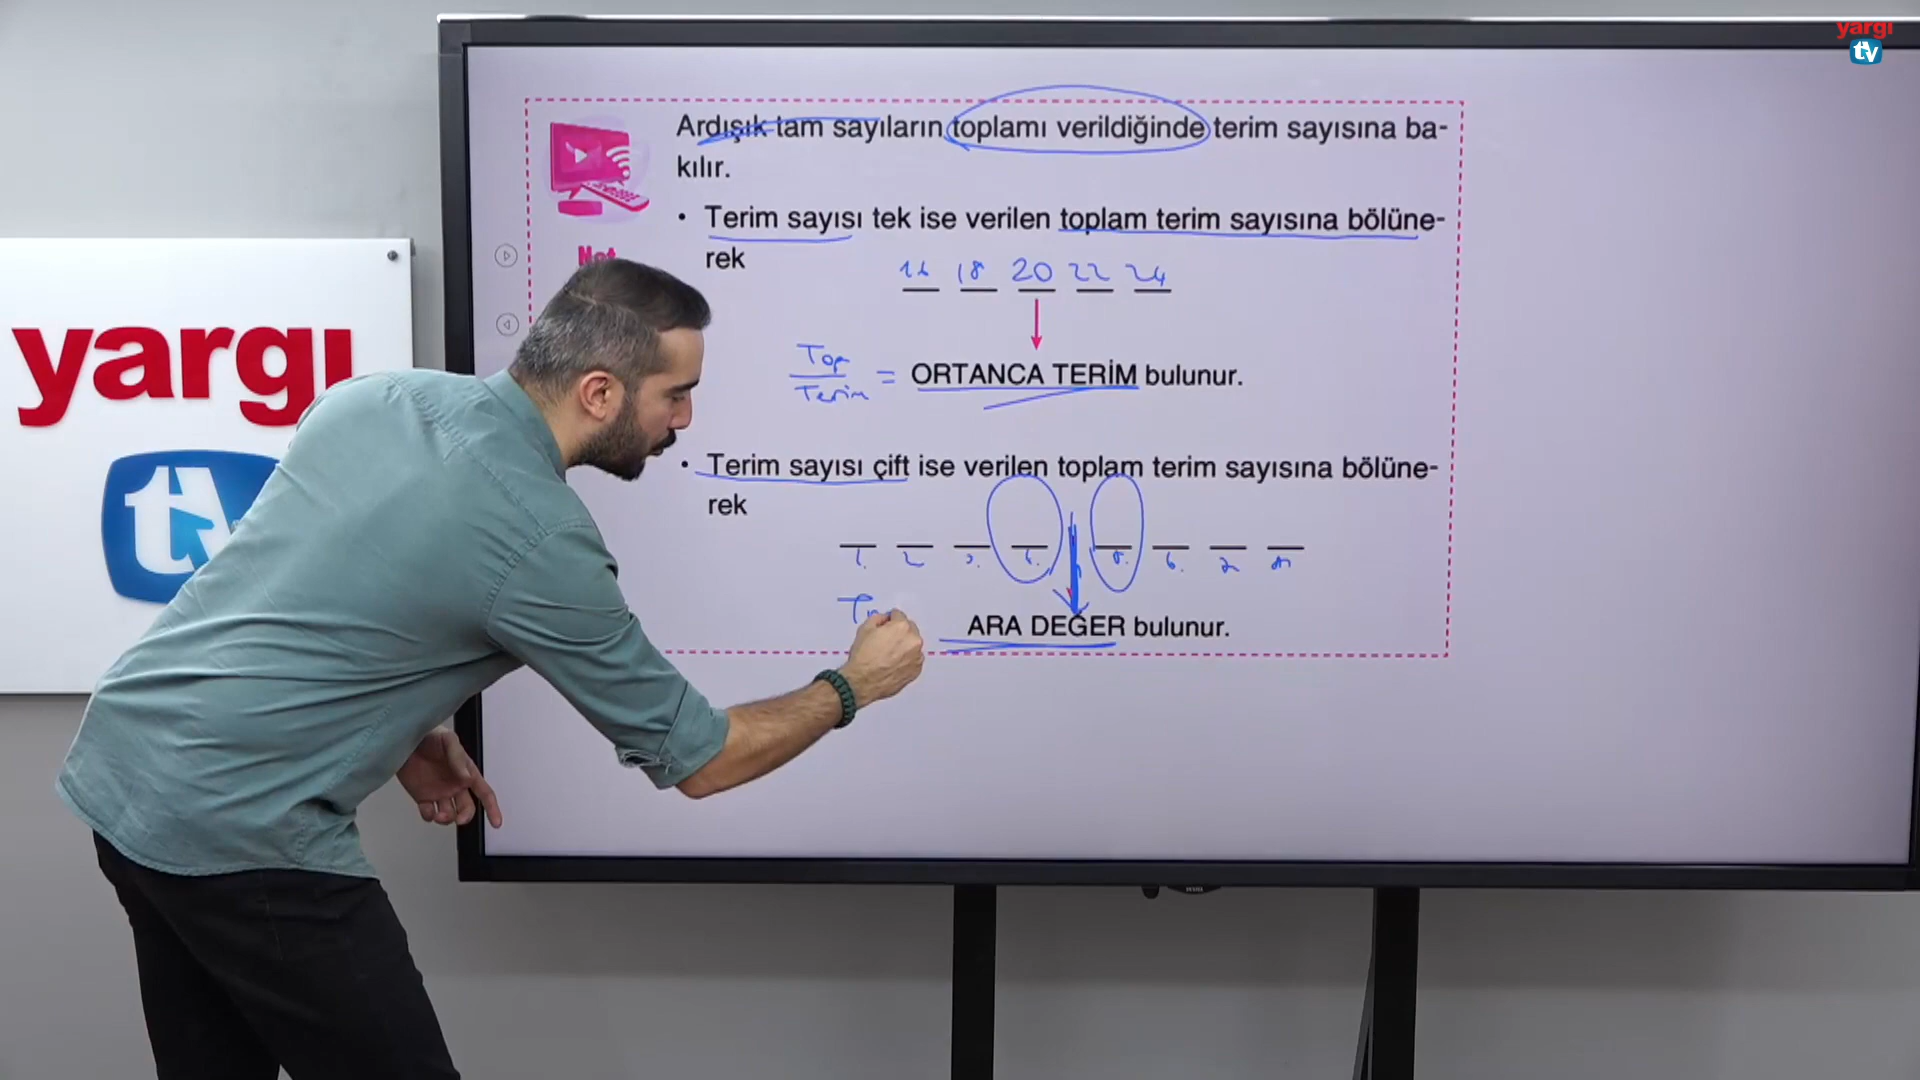 yargı
tv
Ardışık tam sayıların toplamı verildiğinde terim sayısına ba-
kılır.
• Terim sayısı tek ise verilen toplam terim sayısına bölüne-
rek
Not
16 18 20 22 24
Top
Terim
= ORTANCA TERİM bulunur.
• Terim sayısı çift ise verilen toplam terim sayısına bölüne-
rek
1. 2 3. 4. 5. 6. 7
ARA DEĞER bulunur.
yargı
tv